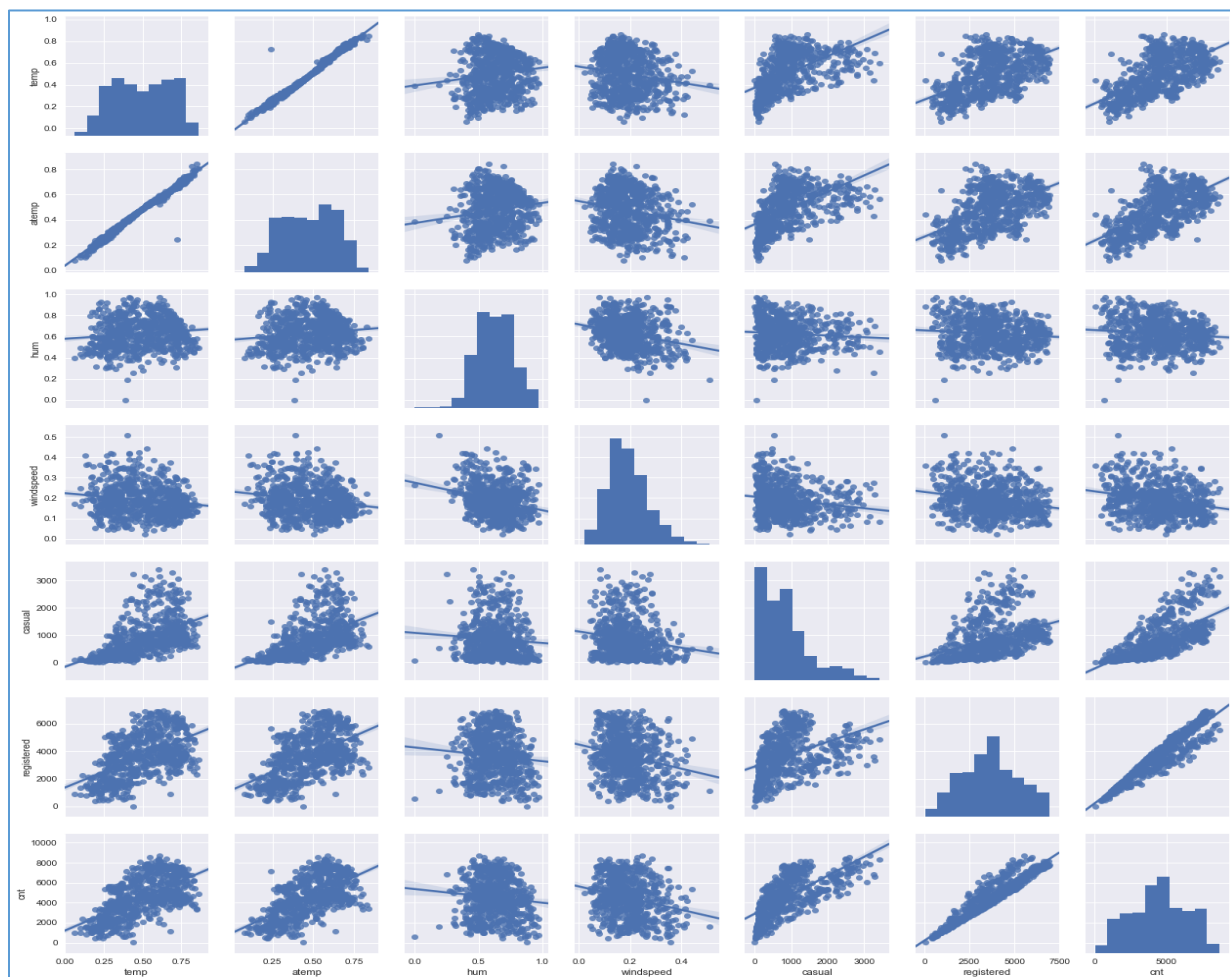 1.0
0.8
0.6
0.4
0.2
0.0
temp
0.8
0.6
0.4
0.2
0.0
atemp
1.0
0.8
0.6
0.4
0.2
0.0
hum
0.5
0.4
0.3
0.2
0.1
0.0
windspeed
3000
2000
1000
0
casual
6000
4000
2000
0
registered
10000
8000
6000
4000
2000
0
cnt
0.00 0.25 0.50 0.75
temp
0.25 0.50 0.75
atemp
0.0 0.5 1.0
hum
0.0 0.2 0.4
windspeed
1000 2000 3000
casual
0 2500 5000 7500
registered
5000
cnt